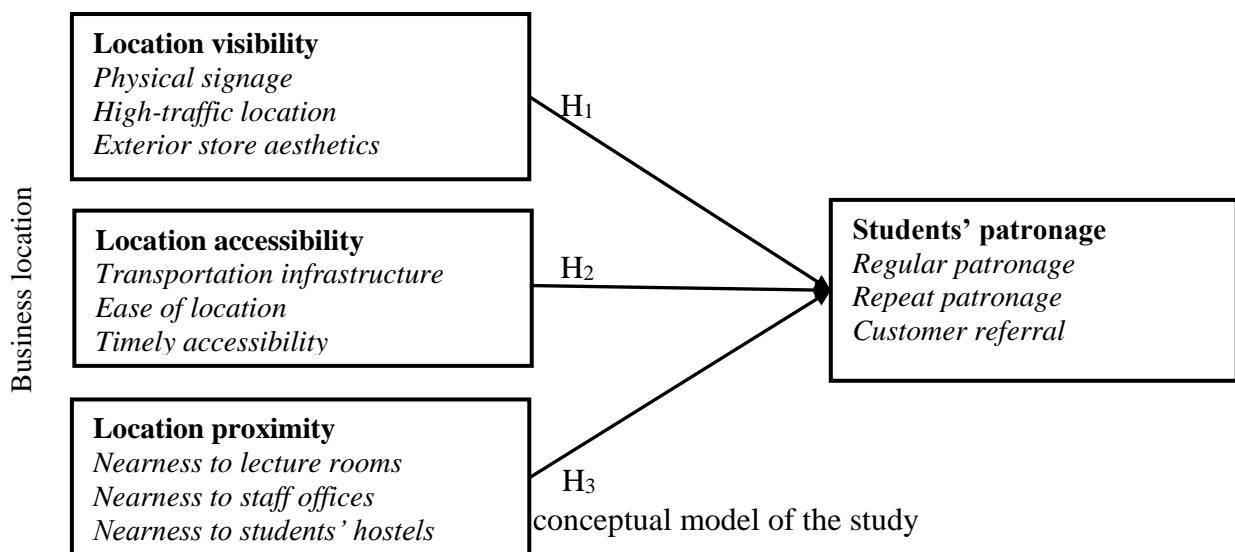 Business location
Location visibility
Physical signage
High-traffic location
Exterior store aesthetics
H1
Location accessibility
Transportation infrastructure
Ease of location
Timely accessibility
H2
Location proximity
Nearness to lecture rooms
Nearness to staff offices
Nearness to students’ hostels
H3
Students’ patronage
Regular patronage
Repeat patronage
Customer referral
conceptual model of the study